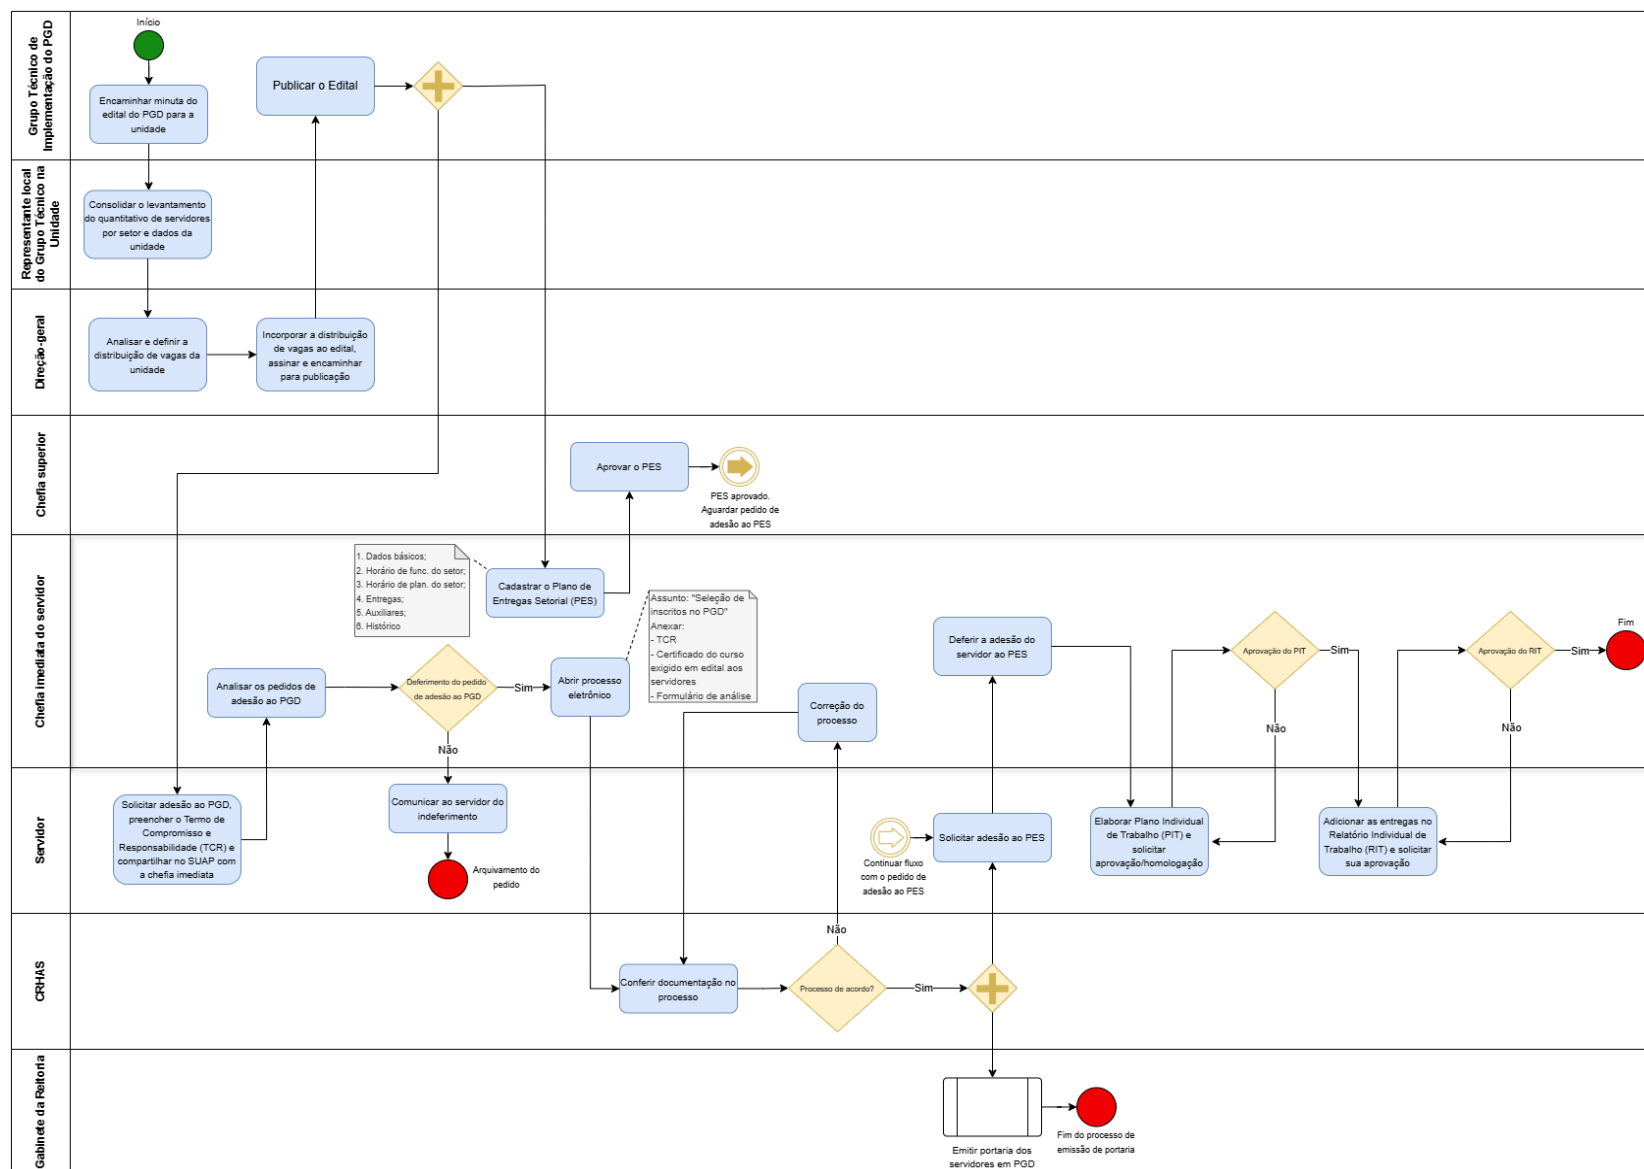 Grupo Técnico de
Implementação do PGD
Início
Encaminhar minuta do
edital do PGD para a
unidade
Publicar o Edital
Representante local
do Grupo Técnico na
Unidade
Consolidar o levantamento
do quantitativo de servidores
por setor e dados da
unidade
Direção-geral
Analisar e definir a
distribuição de vagas da
unidade
Incorporar a distribuição
de vagas ao edital,
assinar e encaminhar
para publicação
Chefia superior
Aprovar o PES
PES aprovado.
Aguardar pedido de
adesão ao PES
Chefia imediata do servidor
1. Dados básicos;
2. Horário de func. do setor;
3. Horário de plan. do setor;
4. Entregas;
5. Auxiliares;
6. Histórico
Cadastrar o Plano de
Entregas Setorial (PES)
Assunto: "Seleção de
inscritos no PGD"
Anexar:
- TCR
- Certificado do curso
exigido em edital aos
servidores
- Formulário de análise
Analisar os pedidos de
adesão ao PGD
Deferimento do pedido
de adesão ao PGD
Sim
Não
Abrir processo
eletrônico
Correção do
processo
Deferir a adesão do
servidor ao PES
Aprovação do PIT
Sim
Não
Aprovação do RIT
Sim
Não
Fim
Servidor
Solicitar adesão ao PGD,
preencher o Termo de
Compromisso e
Responsabilidade (TCR) e
compartilhar no SUAP com
a chefia imediata
Comunicar ao servidor do
indeferimento
Arquivamento do
pedido
Continuar fluxo
com o pedido de
adesão ao PES
Solicitar adesão ao PES
Elaborar Plano Individual
de Trabalho (PIT) e
solicitar
aprovação/homologação
Adicionar as entregas no
Relatório Individual de
Trabalho (RIT) e solicitar
sua aprovação
CRHAS
Conferir documentação no
processo
Processo de acordo?
Não
Sim
Gabinete da Reitoria
Emitir portaria dos
servidores em PGD
Fim do processo de
emissão de portaria